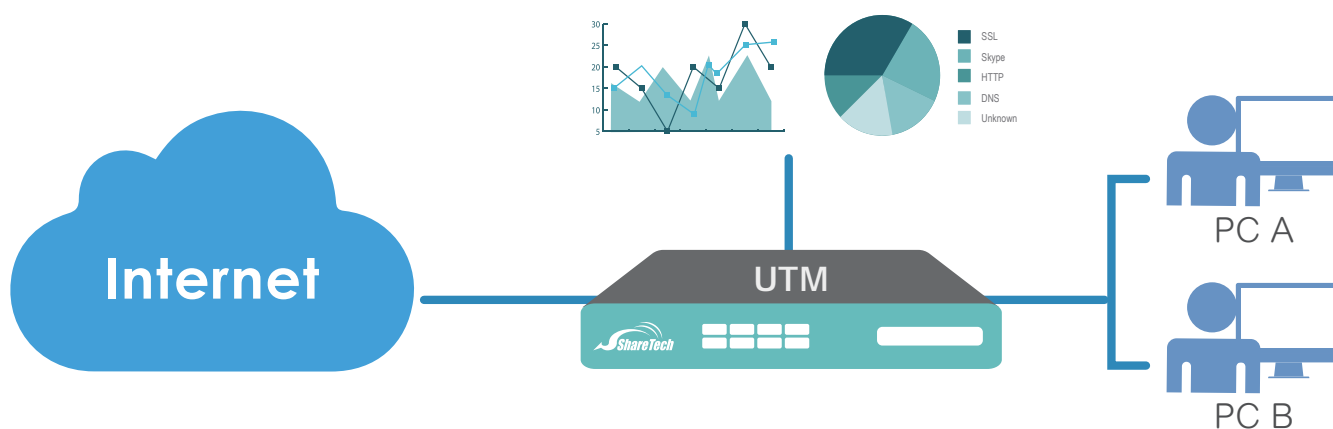 30
25
20
15
10
5
SSL
Skype
HTTP
DNS
Unknown
Internet
UTM
ShareTech
PC A
PC B